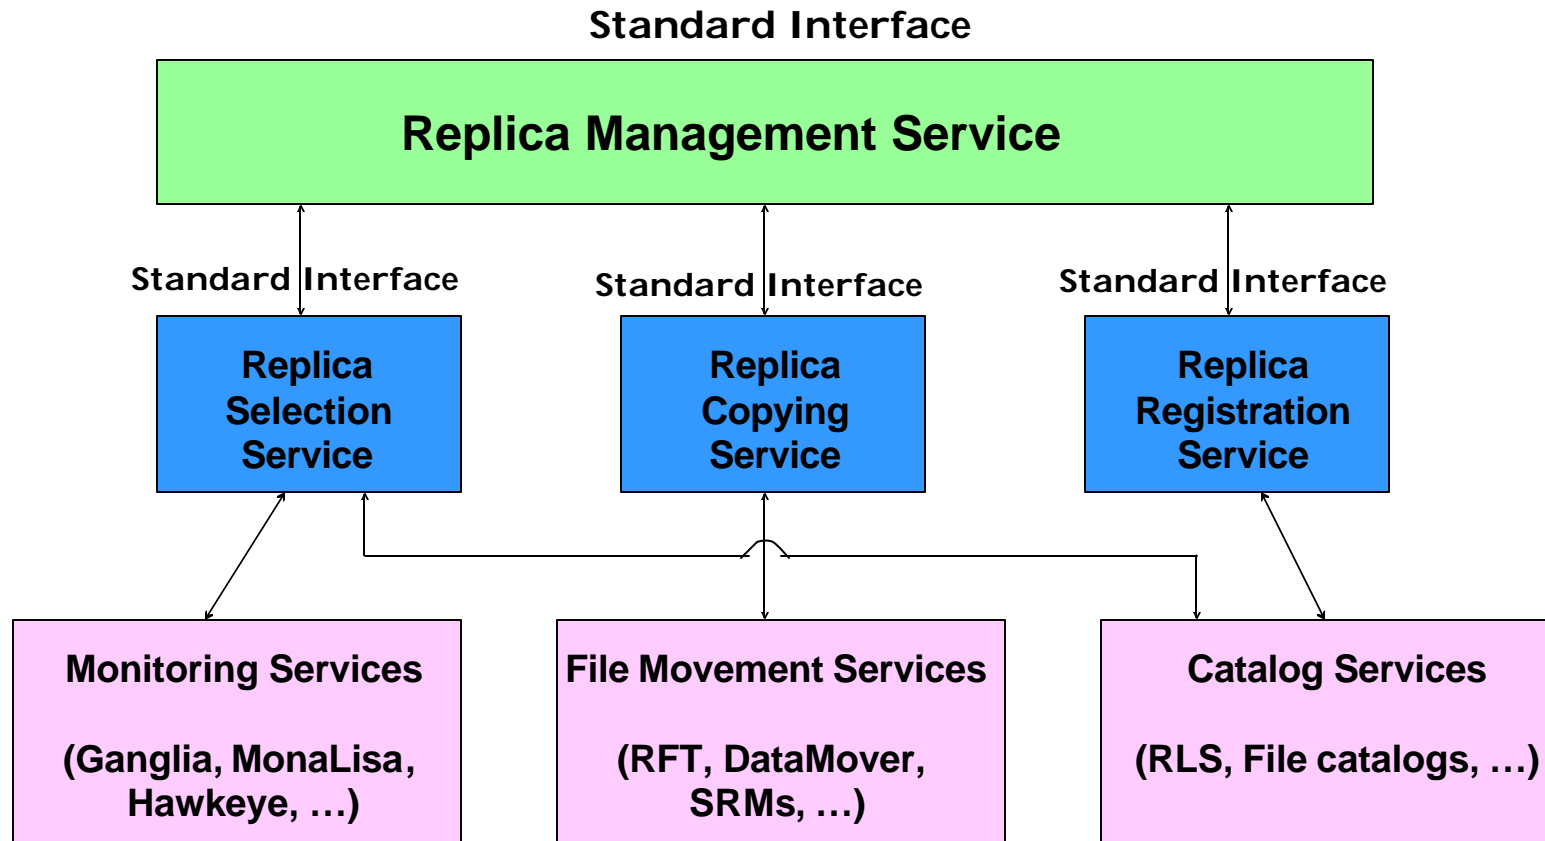 Standard Interface
Replica Management Service
Standard Interface
Standard Interface
Standard Interface
Replica
Selection
Service
Replica
Copying
Service
Replica
Registration
Service
Monitoring Services
(Ganglia, MonaLisa,
Hawkeye, …)
File Movement Services
(RFT, DataMover,
SRMs, …)
Catalog Services
(RLS, File catalogs, …)